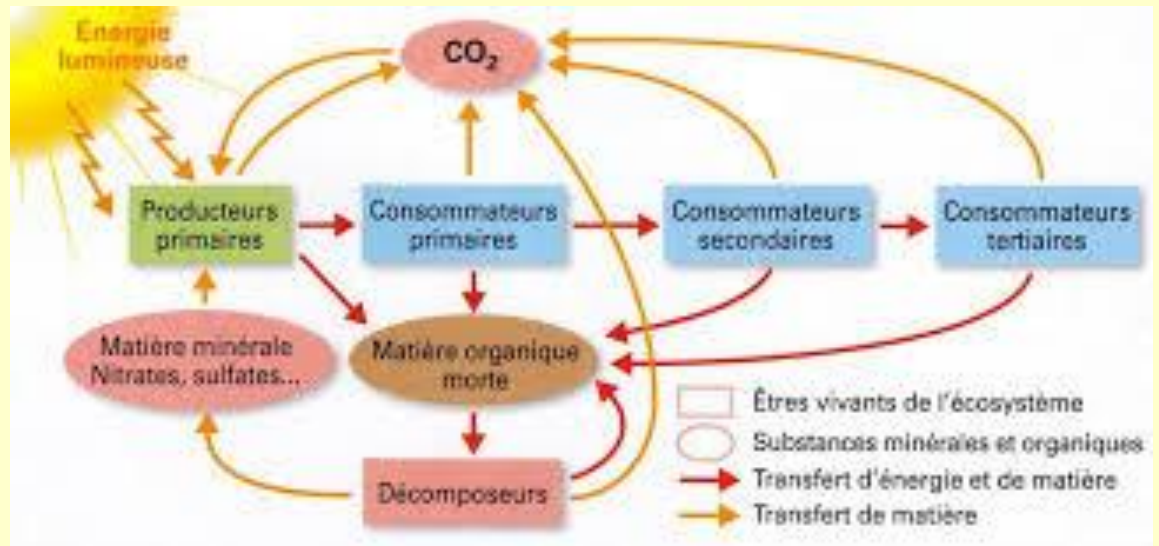 Energie
lumineuse
CO₂
Producteurs
primaires
Consommateurs
primaires
Consommateurs
secondaires
Consommateurs
tertiaires
Matière minérale
Nitrates, sulfates...
Matière organique
morte
Décomposeurs
Êtres vivants de l'écosystème
Substances minérales et organiques
Transfert d'énergie et de matière
Transfert de matière